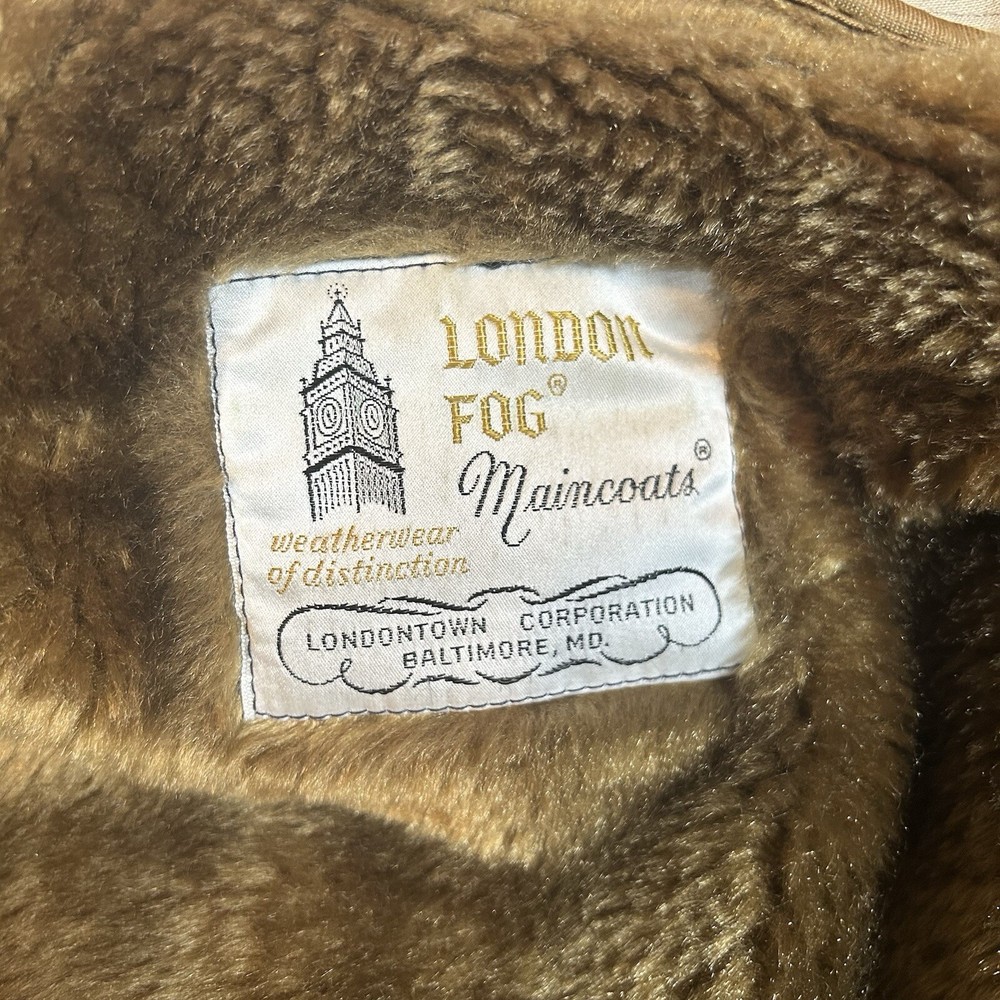 LONDON
FOG®
Maincoats®
weatherwear
of distinction
LONDONTOWN CORPORATION
BALTIMORE, MD.